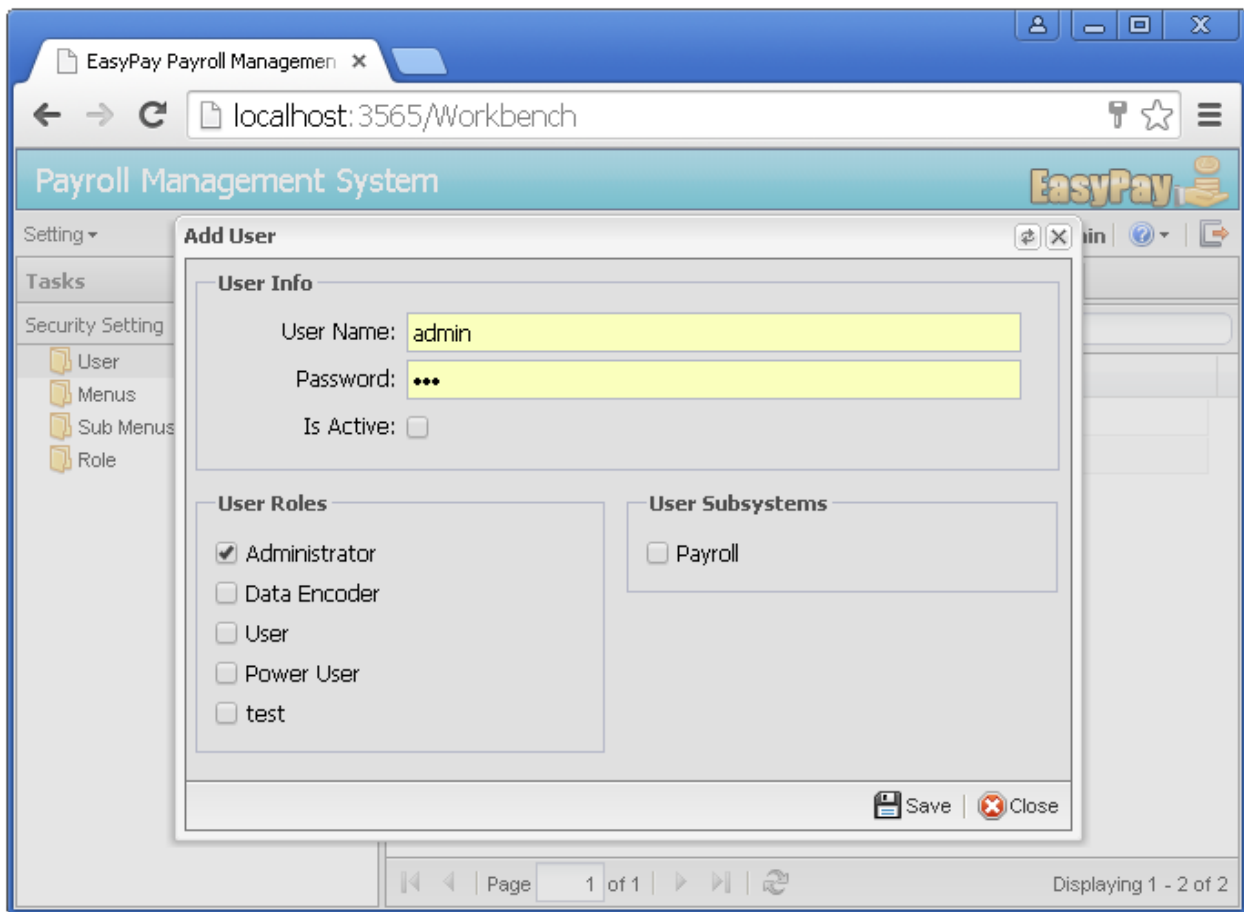 EasyPay Payroll Managemen
localhost:3565/Workbench
Payroll Management System
EasyPay
Setting
Add User
in
Tasks
User Info
Security Setting
User Name: admin
User
Password: •••
Menus
Is Active:
Sub Menus
Role
User Roles
User Subsystems
Administrator
Payroll
Data Encoder
User
Power User
test
Save
Close
Page 1 of 1
Displaying 1 - 2 of 2